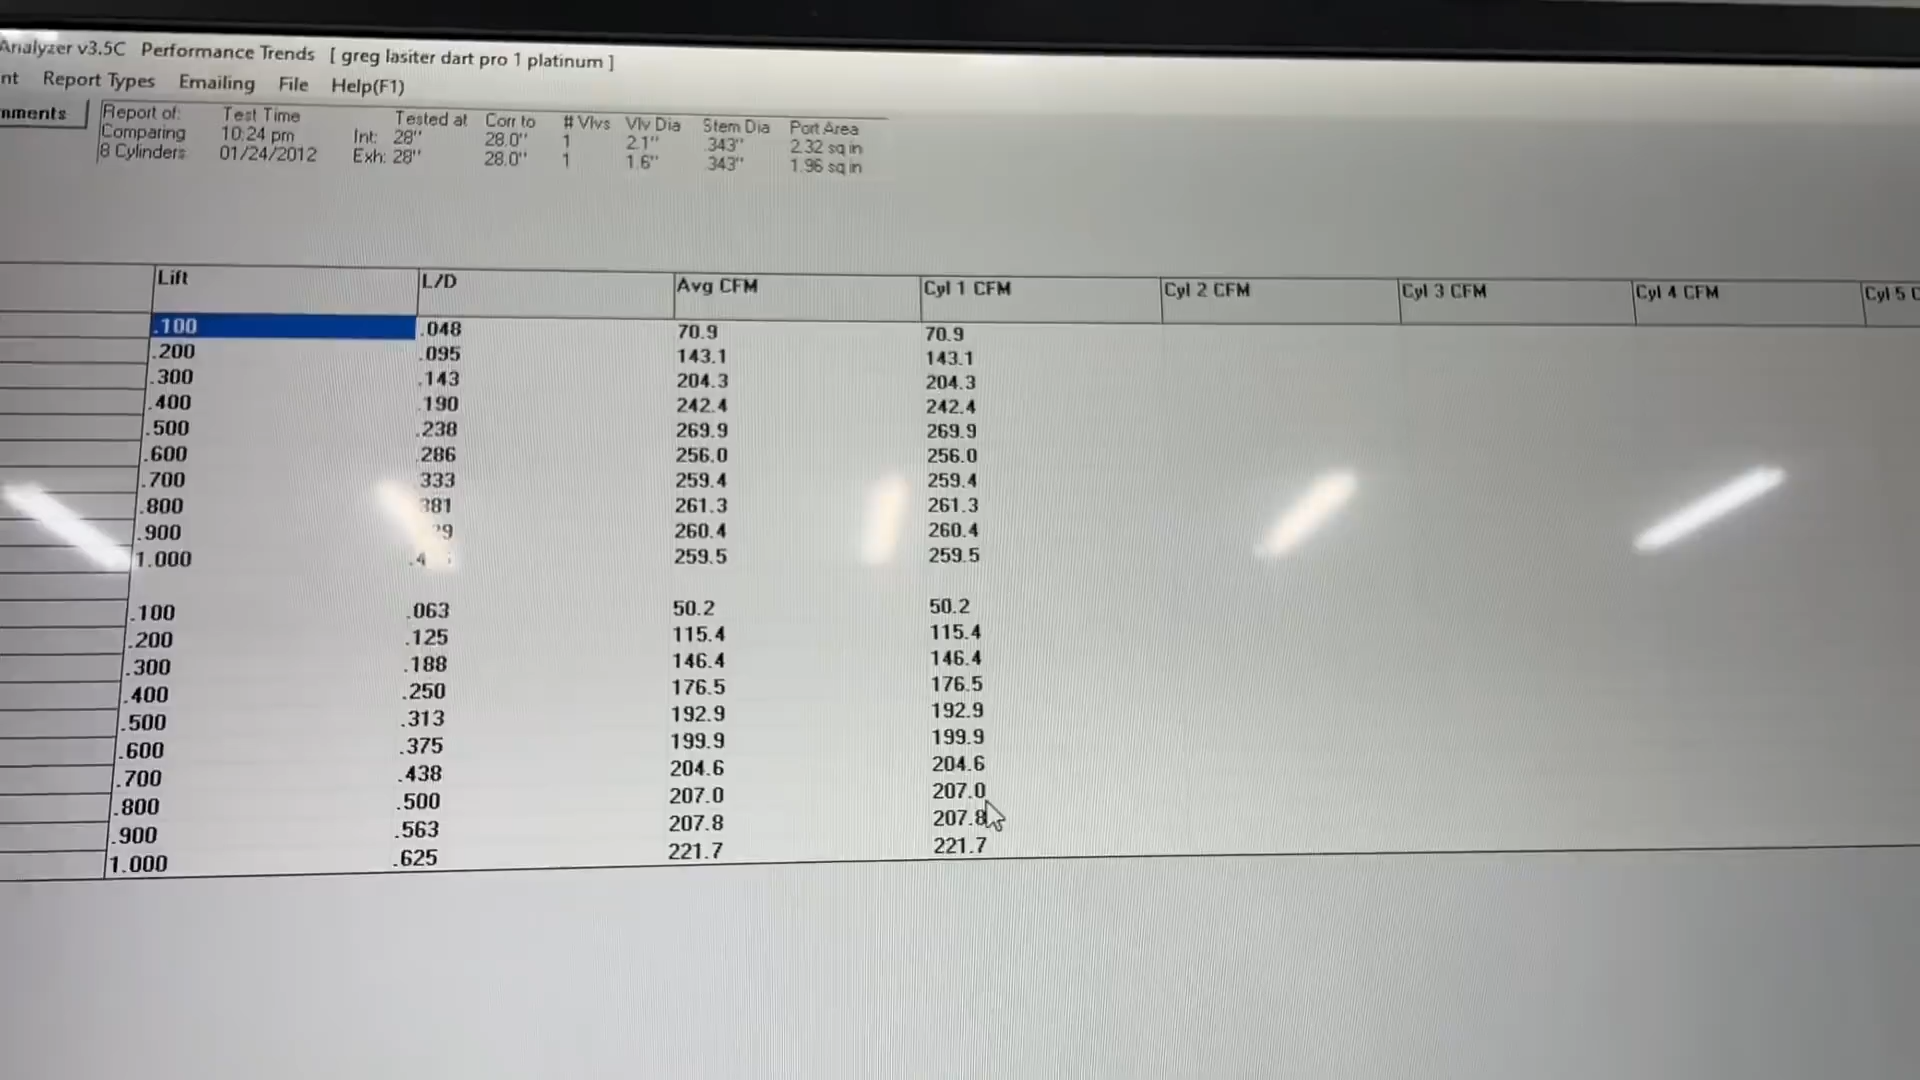 Analyzer v3.5C Performance Trends [ greg lasiter dart pro 1 platinum ]
nt Report Types Emailing File Help(F1)
nments
Report of: Test Time Tested at Corr to # Vlvs Vlv Dia Stem Dia Port Area
Comparing 10:24 pm Int: 28" 28.0" 1 2.1" .343" 2.32 sq in
8 Cylinders 01/24/2012 Exh: 28" 28.0" 1 1.6" .343" 1.96 sq in
Lift L/D Avg CFM Cyl 1 CFM Cyl 2 CFM Cyl 3 CFM Cyl 4 CFM Cyl 5 C
.100 .048 70.9 70.9
.200 .095 143.1 143.1
.300 .143 204.3 204.3
.400 .190 242.4 242.4
.500 .238 269.9 269.9
.600 .286 256.0 256.0
.700 .333 259.4 259.4
.800 .381 261.3 261.3
.900 260.4 260.4
1.000 259.5 259.5
.100 .063 50.2 50.2
.200 .125 115.4 115.4
.300 .188 146.4 146.4
.400 .250 176.5 176.5
.500 .313 192.9 192.9
.600 .375 199.9 199.9
.700 .438 204.6 204.6
.800 .500 207.0 207.0
.900 .563 207.8 207.8
1.000 .625 221.7 221.7